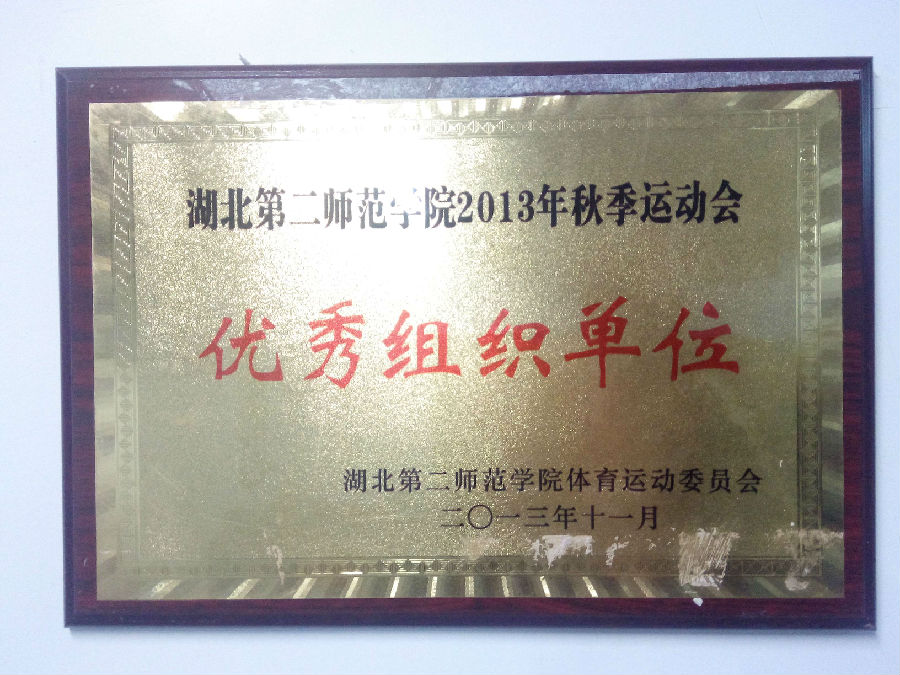 湖北第二师范学院2013年秋季运动会
优秀组织单位
湖北第二师范学院体育运动委员会
二〇一三年十一月